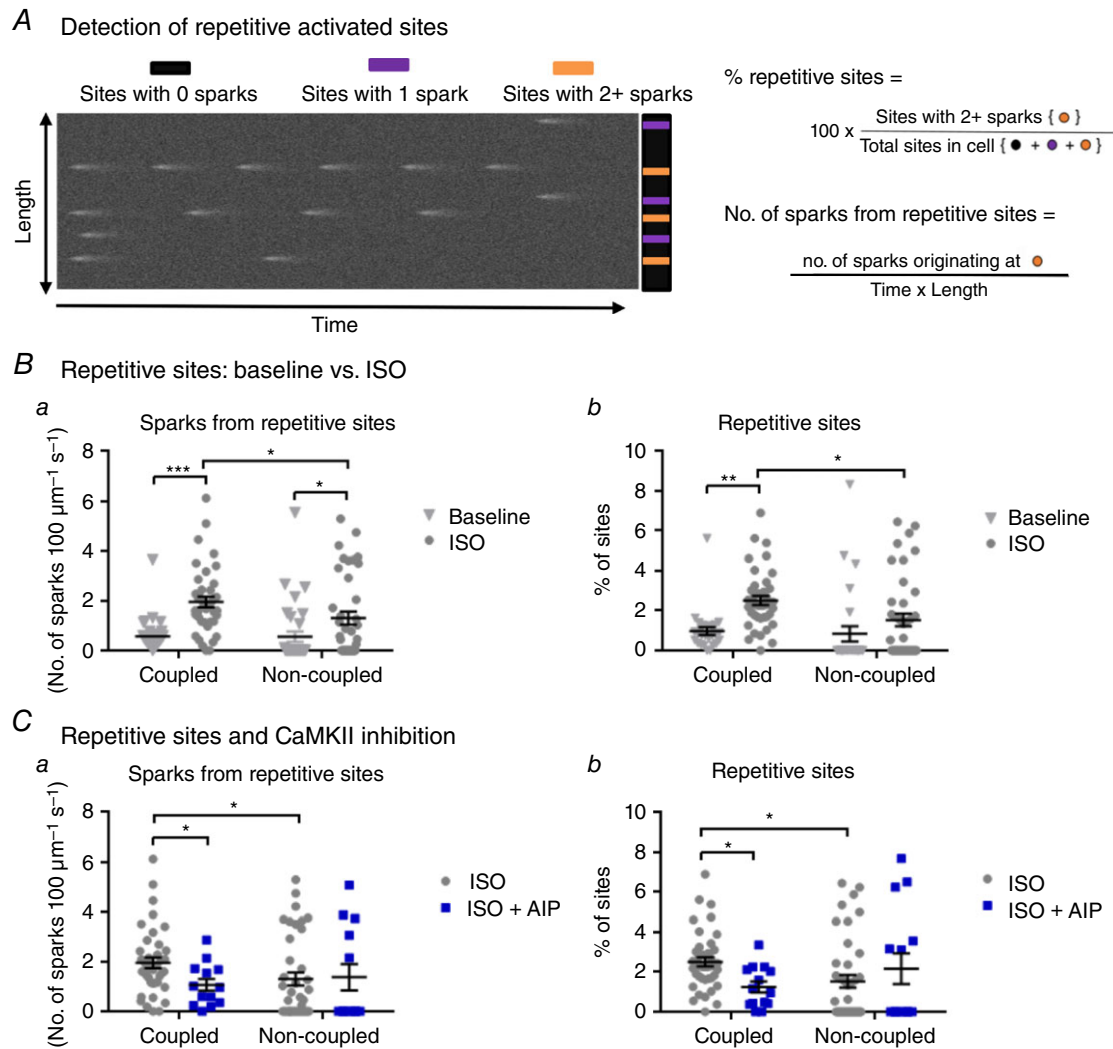 A Detection of repetitive activated sites
Sites with 0 sparks Sites with 1 spark Sites with 2+ sparks
Length
Time
% repetitive sites =
100 x
Sites with 2+ sparks { }
Total sites in cell { + + }
No. of sparks from repetitive sites =
no. of sparks originating at
Time x Length
B Repetitive sites: baseline vs. ISO
a
Sparks from repetitive sites
(No. of sparks 100 µm⁻¹ s⁻¹)
8
6
4
2
0
***
*
*
Coupled Non-coupled
Baseline
ISO
b
Repetitive sites
% of sites
10
8
6
4
2
0
**
*
Coupled Non-coupled
Baseline
ISO
C Repetitive sites and CaMKII inhibition
a
Sparks from repetitive sites
(No. of sparks 100 µm⁻¹ s⁻¹)
8
6
4
2
0
*
*
Coupled Non-coupled
ISO
ISO + AIP
b
Repetitive sites
% of sites
10
8
6
4
2
0
*
*
Coupled Non-coupled
ISO
ISO + AIP